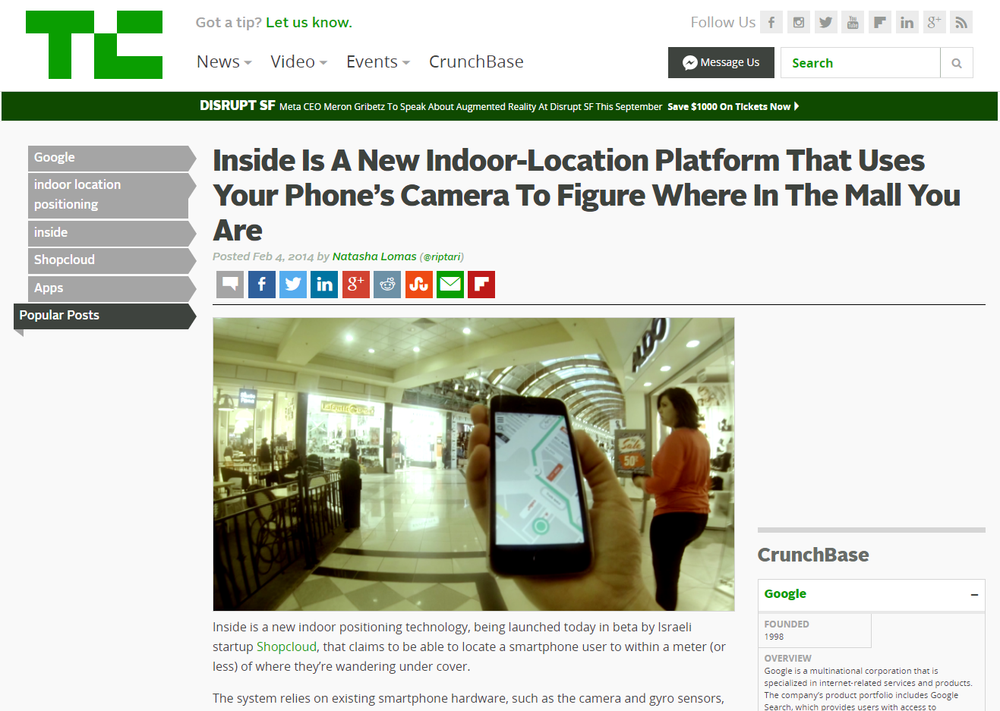 TC
Got a tip? Let us know.
Follow Us
News Video Events CrunchBase
Message Us
Search
DISRUPT SF Meta CEO Meron Gribetz To Speak About Augmented Reality At Disrupt SF This September Save $1000 On Tickets Now
Google
indoor location
positioning
inside
Shopcloud
Apps
Popular Posts
Inside Is A New Indoor-Location Platform That Uses
Your Phone’s Camera To Figure Where In The Mall You
Are
Posted Feb 4, 2014 by Natasha Lomas (@riptari)
ALDO
Sale
50%
Inside is a new indoor positioning technology, being launched today in beta by Israeli
startup Shopcloud, that claims to be able to locate a smartphone user to within a meter (or
less) of where they’re wandering under cover.
The system relies on existing smartphone hardware, such as the camera and gyro sensors,
CrunchBase
Google –
FOUNDED
1998
OVERVIEW
Google is a multinational corporation that is
specialized in internet-related services and products.
The company’s product portfolio includes Google
Search, which provides users with access to